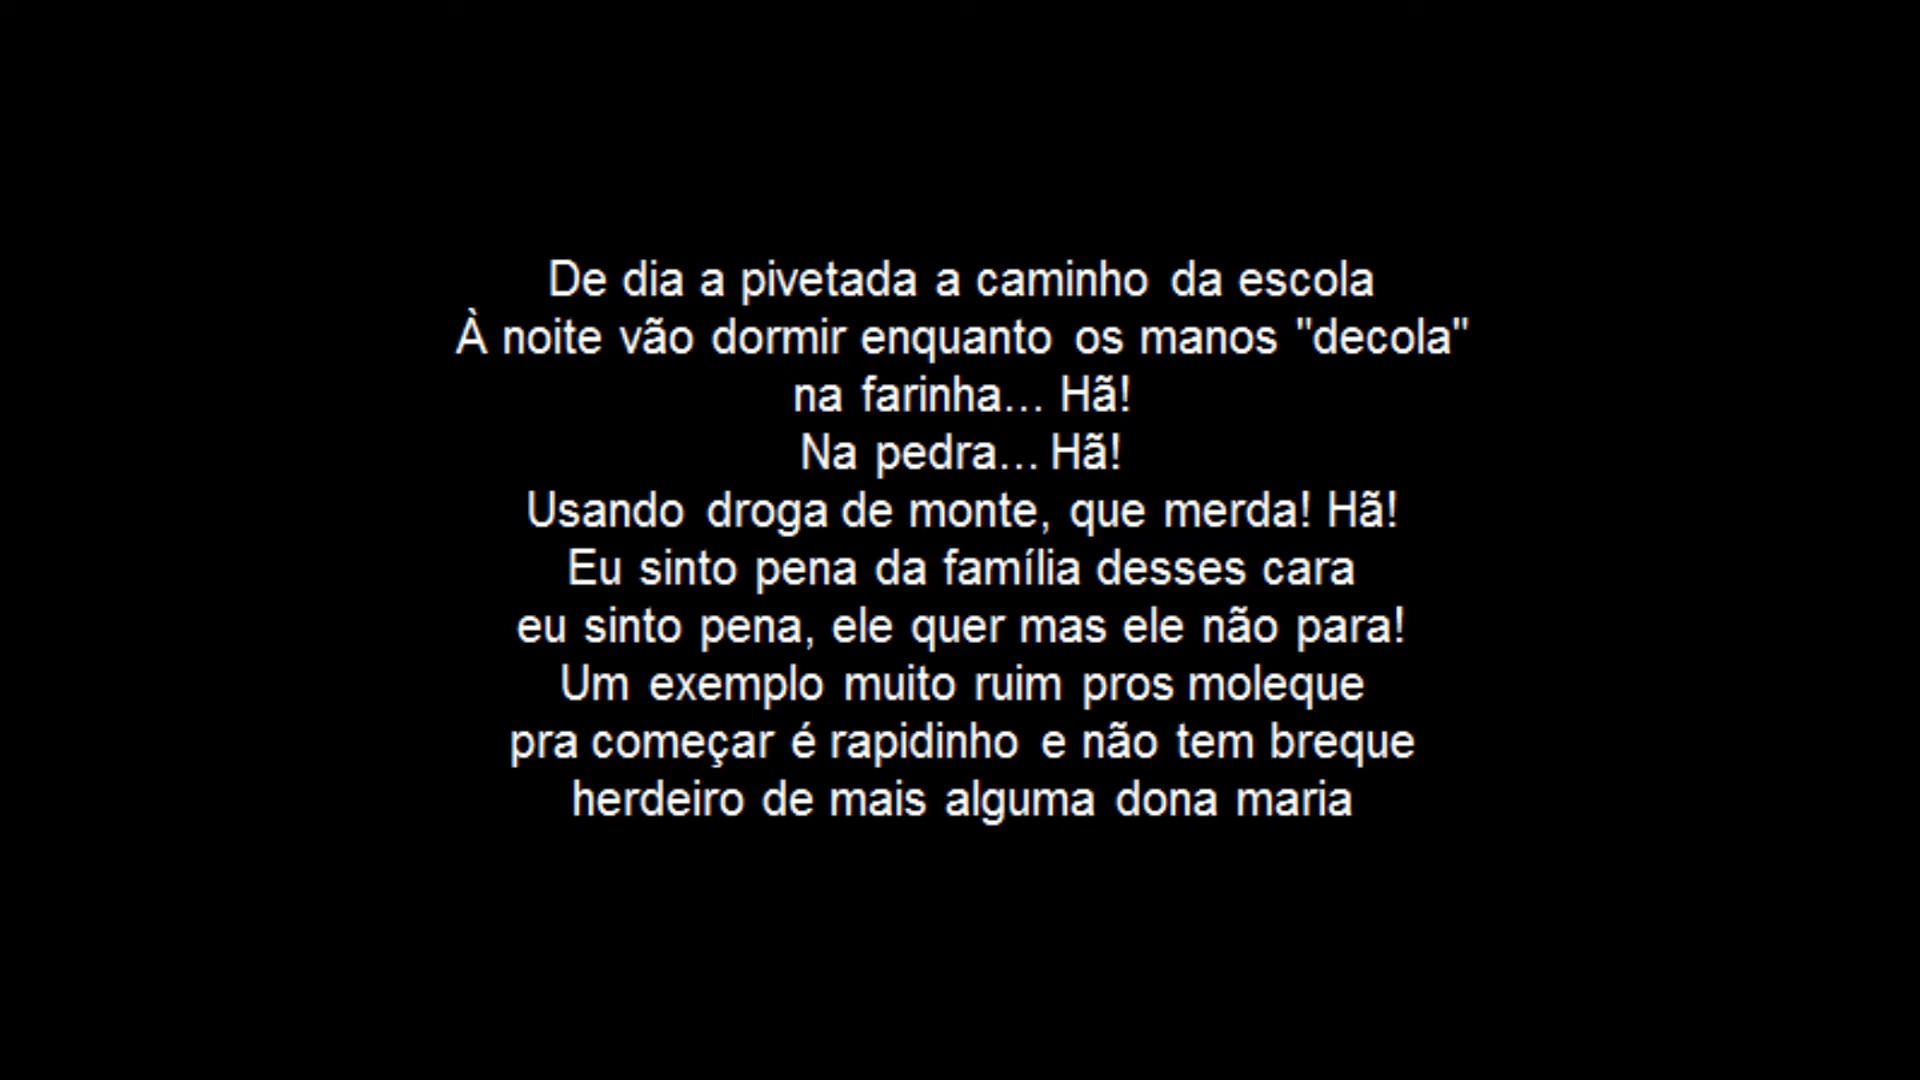 De dia a pivetada a caminho da escola
À noite vão dormir enquanto os manos "decola"
na farinha... Hã!
Na pedra... Hã!
Usando droga de monte, que merda! Hã!
Eu sinto pena da família desses cara
eu sinto pena, ele quer mas ele não para!
Um exemplo muito ruim pros moleque
pra começar é rapidinho e não tem breque
herdeiro de mais alguma dona maria